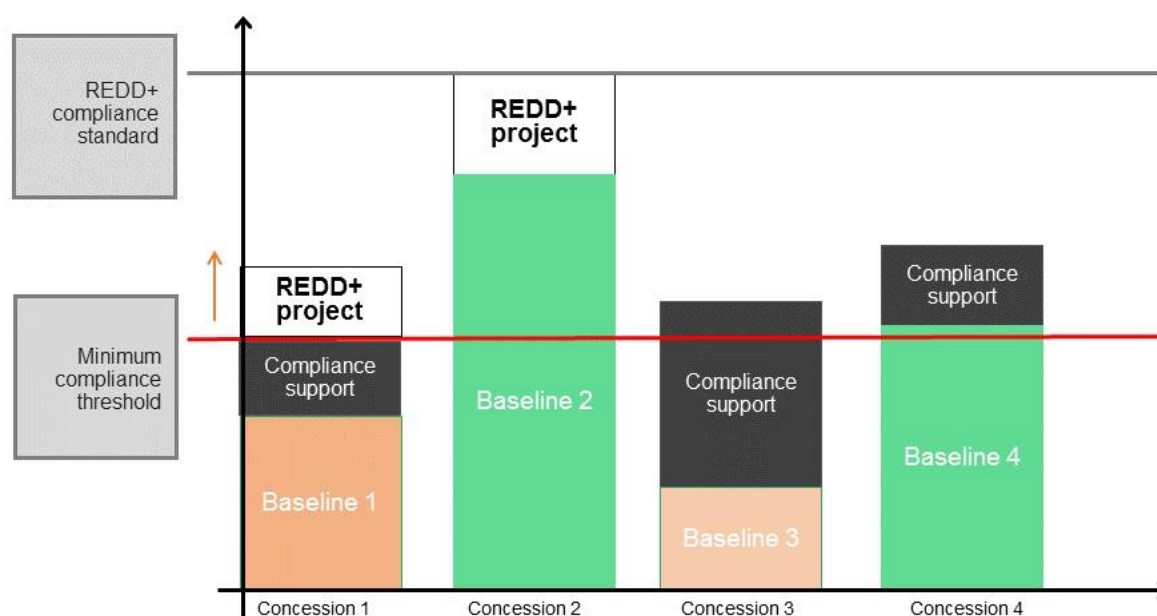 REDD+
compliance
standard
REDD+
project
REDD+
project
Minimum
compliance
threshold
Compliance
support
Baseline 1
Baseline 2
Compliance
support
Baseline 3
Compliance
support
Baseline 4
Concession 1
Concession 2
Concession 3
Concession 4